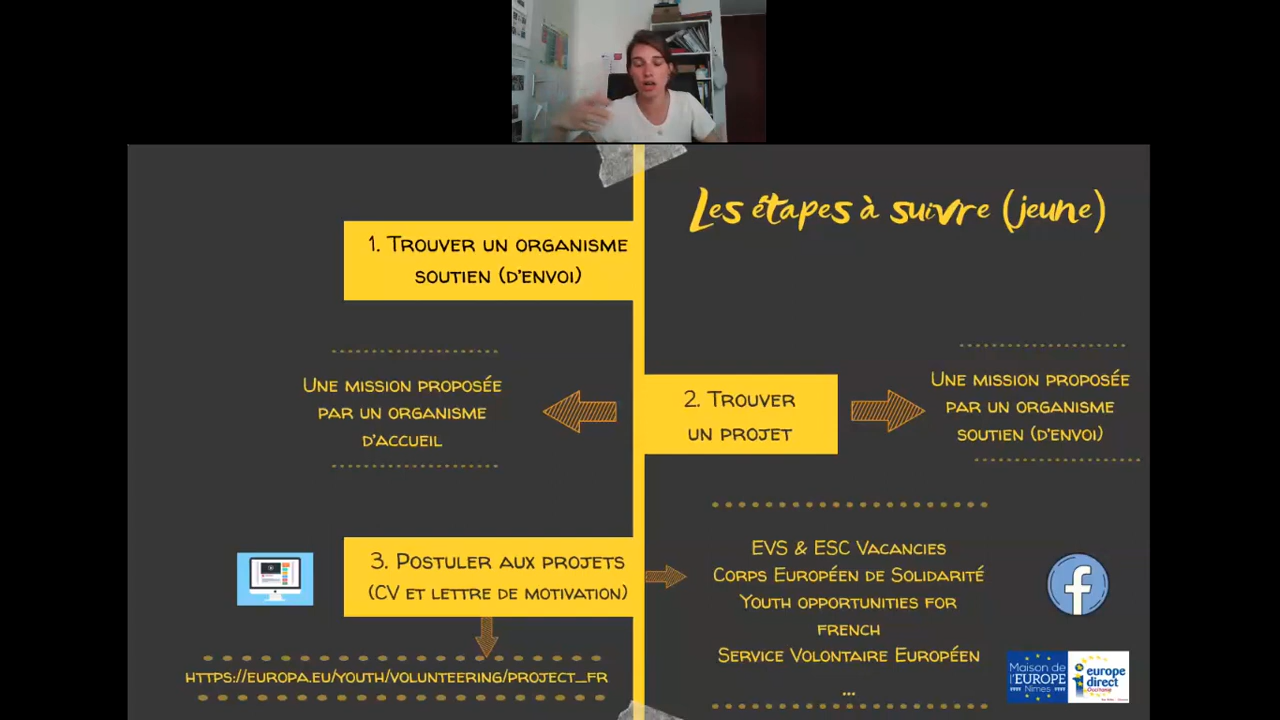 Les étapes à suivre (jeune)
1. Trouver un organisme
soutien (d'envoi)
Une mission proposée
par un organisme
d'accueil
2. Trouver
un projet
Une mission proposée
par un organisme
soutien (d'envoi)
3. Postuler aux projets
(CV et lettre de motivation)
https://europa.eu/youth/volunteering/project_fr
EVS & ESC Vacancies
Corps Européen de Solidarité
Youth opportunities for
french
Service Volontaire Européen
...
f
Maison de
l'EUROPE
Nîmes
europe
direct